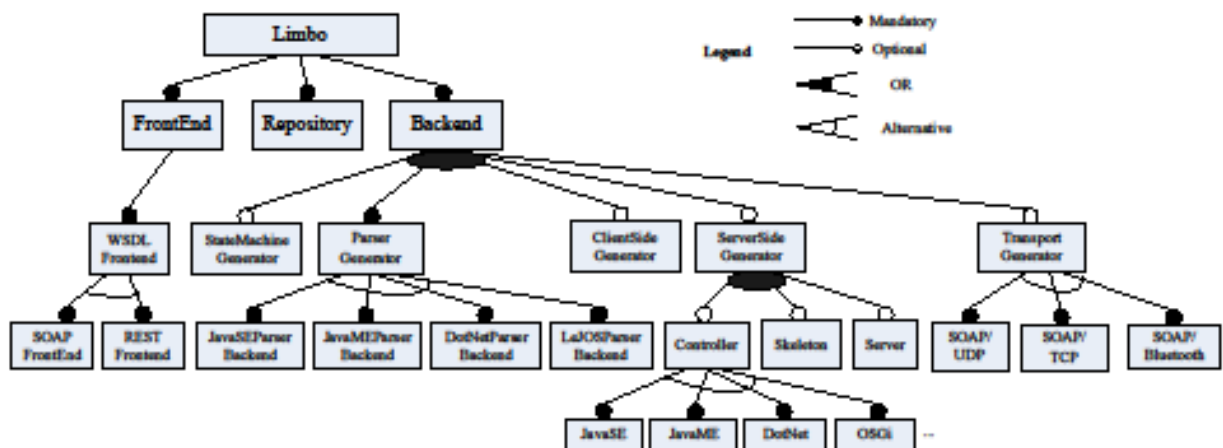 Limbo
Legend
Mandatory
Optional
OR
Alternative
FrontEnd
Repository
Backend
WSDL
Frontend
StateMachine
Generator
Parser
Generator
ClientSide
Generator
ServerSide
Generator
Transport
Generator
SOAP
FrontEnd
REST
Frontend
JavaSEParser
Backend
JavaMEParser
Backend
DotNetParser
Backend
LaJOSParser
Backend
Controller
Skeleton
Server
SOAP/
UDP
SOAP/
TCP
SOAP/
Bluetooth
JavaSE
JavaME
DotNet
OSGi
...